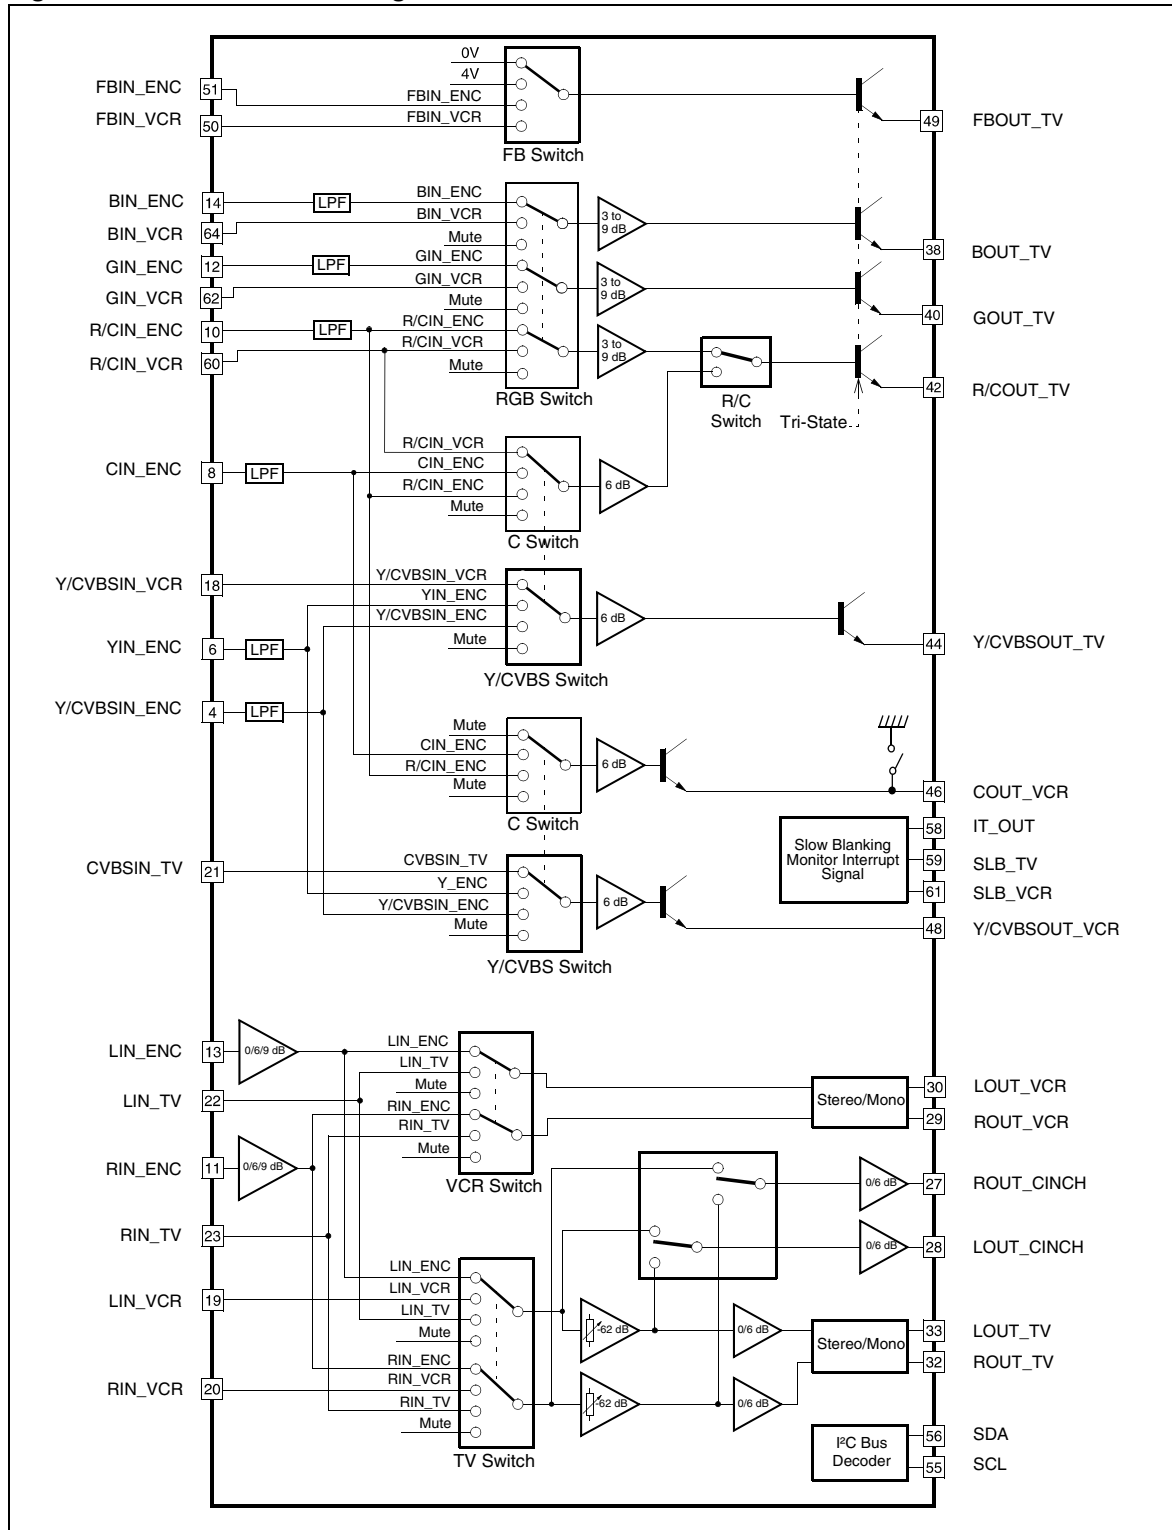 0V
4V
FBIN_ENC
51
FBIN_ENC
FBIN_VCR
50
FBIN_VCR
FB Switch
49
FBOUT_TV
BIN_ENC
14
LPF
BIN_ENC
BIN_VCR
64
BIN_VCR
Mute
3 to
9 dB
38
BOUT_TV
GIN_ENC
12
LPF
GIN_ENC
GIN_VCR
62
GIN_VCR
Mute
3 to
9 dB
40
GOUT_TV
R/CIN_ENC
10
LPF
R/CIN_ENC
R/CIN_VCR
60
R/CIN_VCR
Mute
3 to
9 dB
RGB Switch
R/C
Switch
Tri-State
42
R/COUT_TV
R/CIN_VCR
CIN_ENC
8
LPF
CIN_ENC
R/CIN_ENC
Mute
6 dB
C Switch
Y/CVBSIN_VCR
18
Y/CVBSIN_VCR
YIN_ENC
Y/CVBSIN_ENC
Mute
6 dB
Y/CVBS Switch
YIN_ENC
6
LPF
44
Y/CVBSOUT_TV
Y/CVBSIN_ENC
4
LPF
Mute
CIN_ENC
R/CIN_ENC
Mute
6 dB
C Switch
46
COUT_VCR
Slow Blanking
Monitor Interrupt
Signal
58
IT_OUT
59
SLB_TV
61
SLB_VCR
CVBSIN_TV
21
CVBSIN_TV
Y_ENC
Y/CVBSIN_ENC
Mute
6 dB
48
Y/CVBSOUT_VCR
Y/CVBS Switch
LIN_ENC
13
0/6/9 dB
LIN_ENC
LIN_TV
Mute
RIN_ENC
RIN_TV
Mute
VCR Switch
LIN_TV
22
RIN_ENC
11
0/6/9 dB
Stereo/Mono
30
LOUT_VCR
29
ROUT_VCR
0/6 dB
27
ROUT_CINCH
RIN_TV
23
0/6 dB
28
LOUT_CINCH
LIN_VCR
19
LIN_ENC
LIN_VCR
LIN_TV
Mute
RIN_ENC
RIN_VCR
RIN_TV
Mute
TV Switch
RIN_VCR
20
-62 dB
0/6 dB
-62 dB
0/6 dB
Stereo/Mono
33
LOUT_TV
32
ROUT_TV
I²C Bus
Decoder
56
SDA
55
SCL